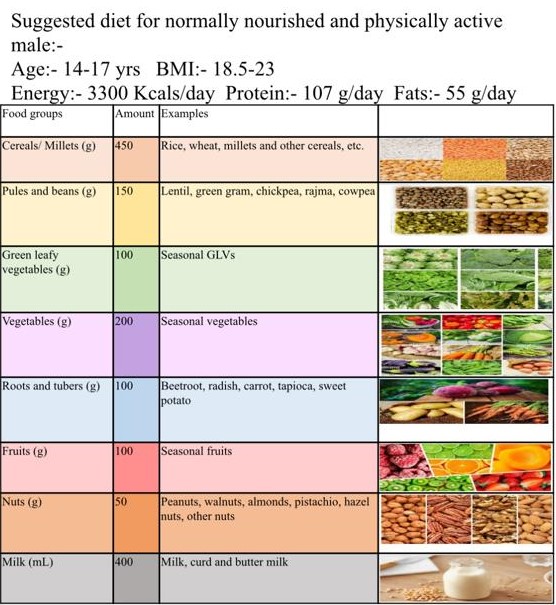 Suggested diet for normally nourished and physically active
male:-
Age:- 14-17 yrs BMI:- 18.5-23
Energy:- 3300 Kcals/day Protein:- 107 g/day Fats:- 55 g/day
Food groups Amount Examples
Cereals/ Millets (g) 450 Rice, wheat, millets and other cereals, etc.
Pules and beans (g) 150 Lentil, green gram, chickpea, rajma, cowpea
Green leafy 100 Seasonal GLVs
vegetables (g)
Vegetables (g) 200 Seasonal vegetables
Roots and tubers (g) 100 Beetroot, radish, carrot, tapioca, sweet
potato
Fruits (g) 100 Seasonal fruits
Nuts (g) 50 Peanuts, walnuts, almonds, pistachio, hazel
nuts, other nuts
Milk (mL) 400 Milk, curd and butter milk